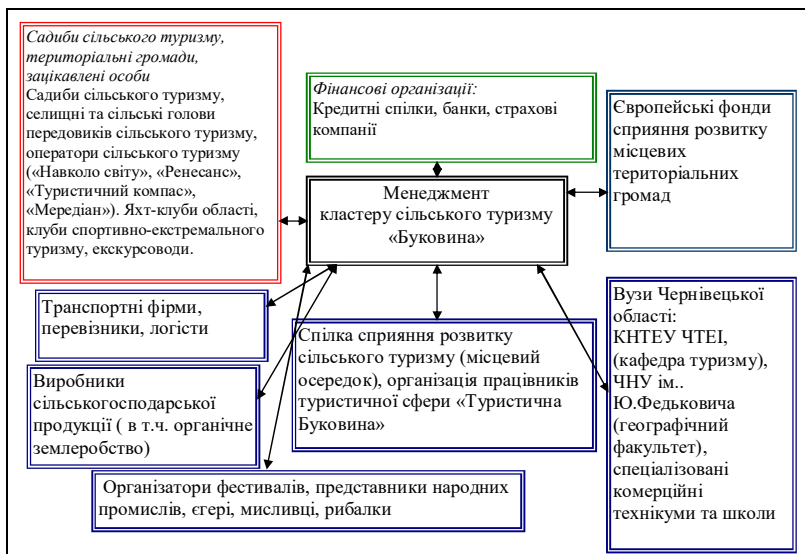 Садиби сільського туризму,
територіальні громади,
зацікавлені особи
Садиби сільського туризму,
селищні та сільські голови
передовиків сільського туризму,
оператори сільського туризму
(«Навколо світу», «Ренесанс»,
«Туристичний компас»,
«Мередіан»). Яхт-клуби області,
клуби спортивно-екстремального
туризму, екскурсоводи.
Фінансові організації:
Кредитні спілки, банки, страхові
компанії
Європейські фонди
сприяння розвитку
місцевих
територіальних
громад
Менеджмент
кластеру сільського туризму
«Буковина»
Транспортні фірми,
перевізники, логісти
Виробники
сільськогосподарської
продукції ( в т.ч. органічне
землеробство)
Спілка сприяння розвитку
сільського туризму (місцевий
осередок), організація працівників
туристичної сфери «Туристична
Буковина»
Вузи Чернівецької
області:
КНТЕУ ЧТЕІ,
(кафедра туризму),
ЧНУ ім..
Ю.Федьковича
(географічний
факультет),
спеціалізовані
комерційні
технікуми та школи
Організатори фестивалів, представники народних
промислів, єгері, мисливці, рибалки